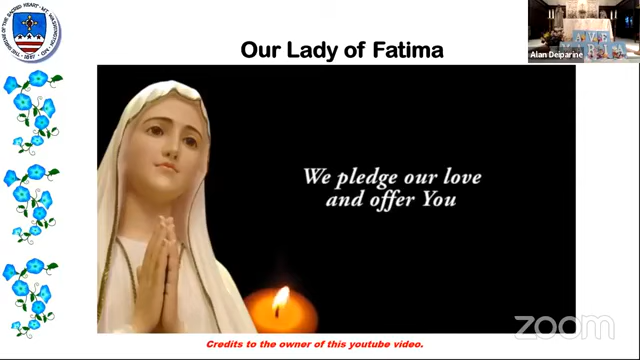 Our Lady of Fatima
Alan Deiparine
We pledge our love
and offer You
zoom
Credits to the owner of this youtube video.